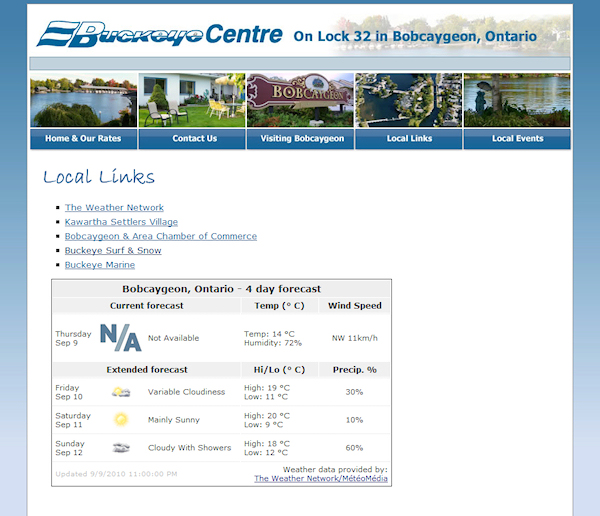 Buckeye Centre On Lock 32 in Bobcaygeon, Ontario
BOBCAYGEON
Home & Our Rates Contact Us Visiting Bobcaygeon Local Links Local Events
Local Links
The Weather Network
Kawartha Settlers Village
Bobcaygeon & Area Chamber of Commerce
Buckeye Surf & Snow
Buckeye Marine
Bobcaygeon, Ontario - 4 day forecast
Current forecast Temp (° C) Wind Speed
Thursday
Sep 9 N/A Not Available Temp: 14 °C
Humidity: 72% NW 11km/h
Extended forecast Hi/Lo (° C) Precip. %
Friday
Sep 10 Variable Cloudiness High: 19 °C
Low: 11 °C 30%
Saturday
Sep 11 Mainly Sunny High: 20 °C
Low: 9 °C 10%
Sunday
Sep 12 Cloudy With Showers High: 18 °C
Low: 12 °C 60%
Updated 9/9/2010 11:00:00 PM Weather data provided by:
The Weather Network/MétéoMédia